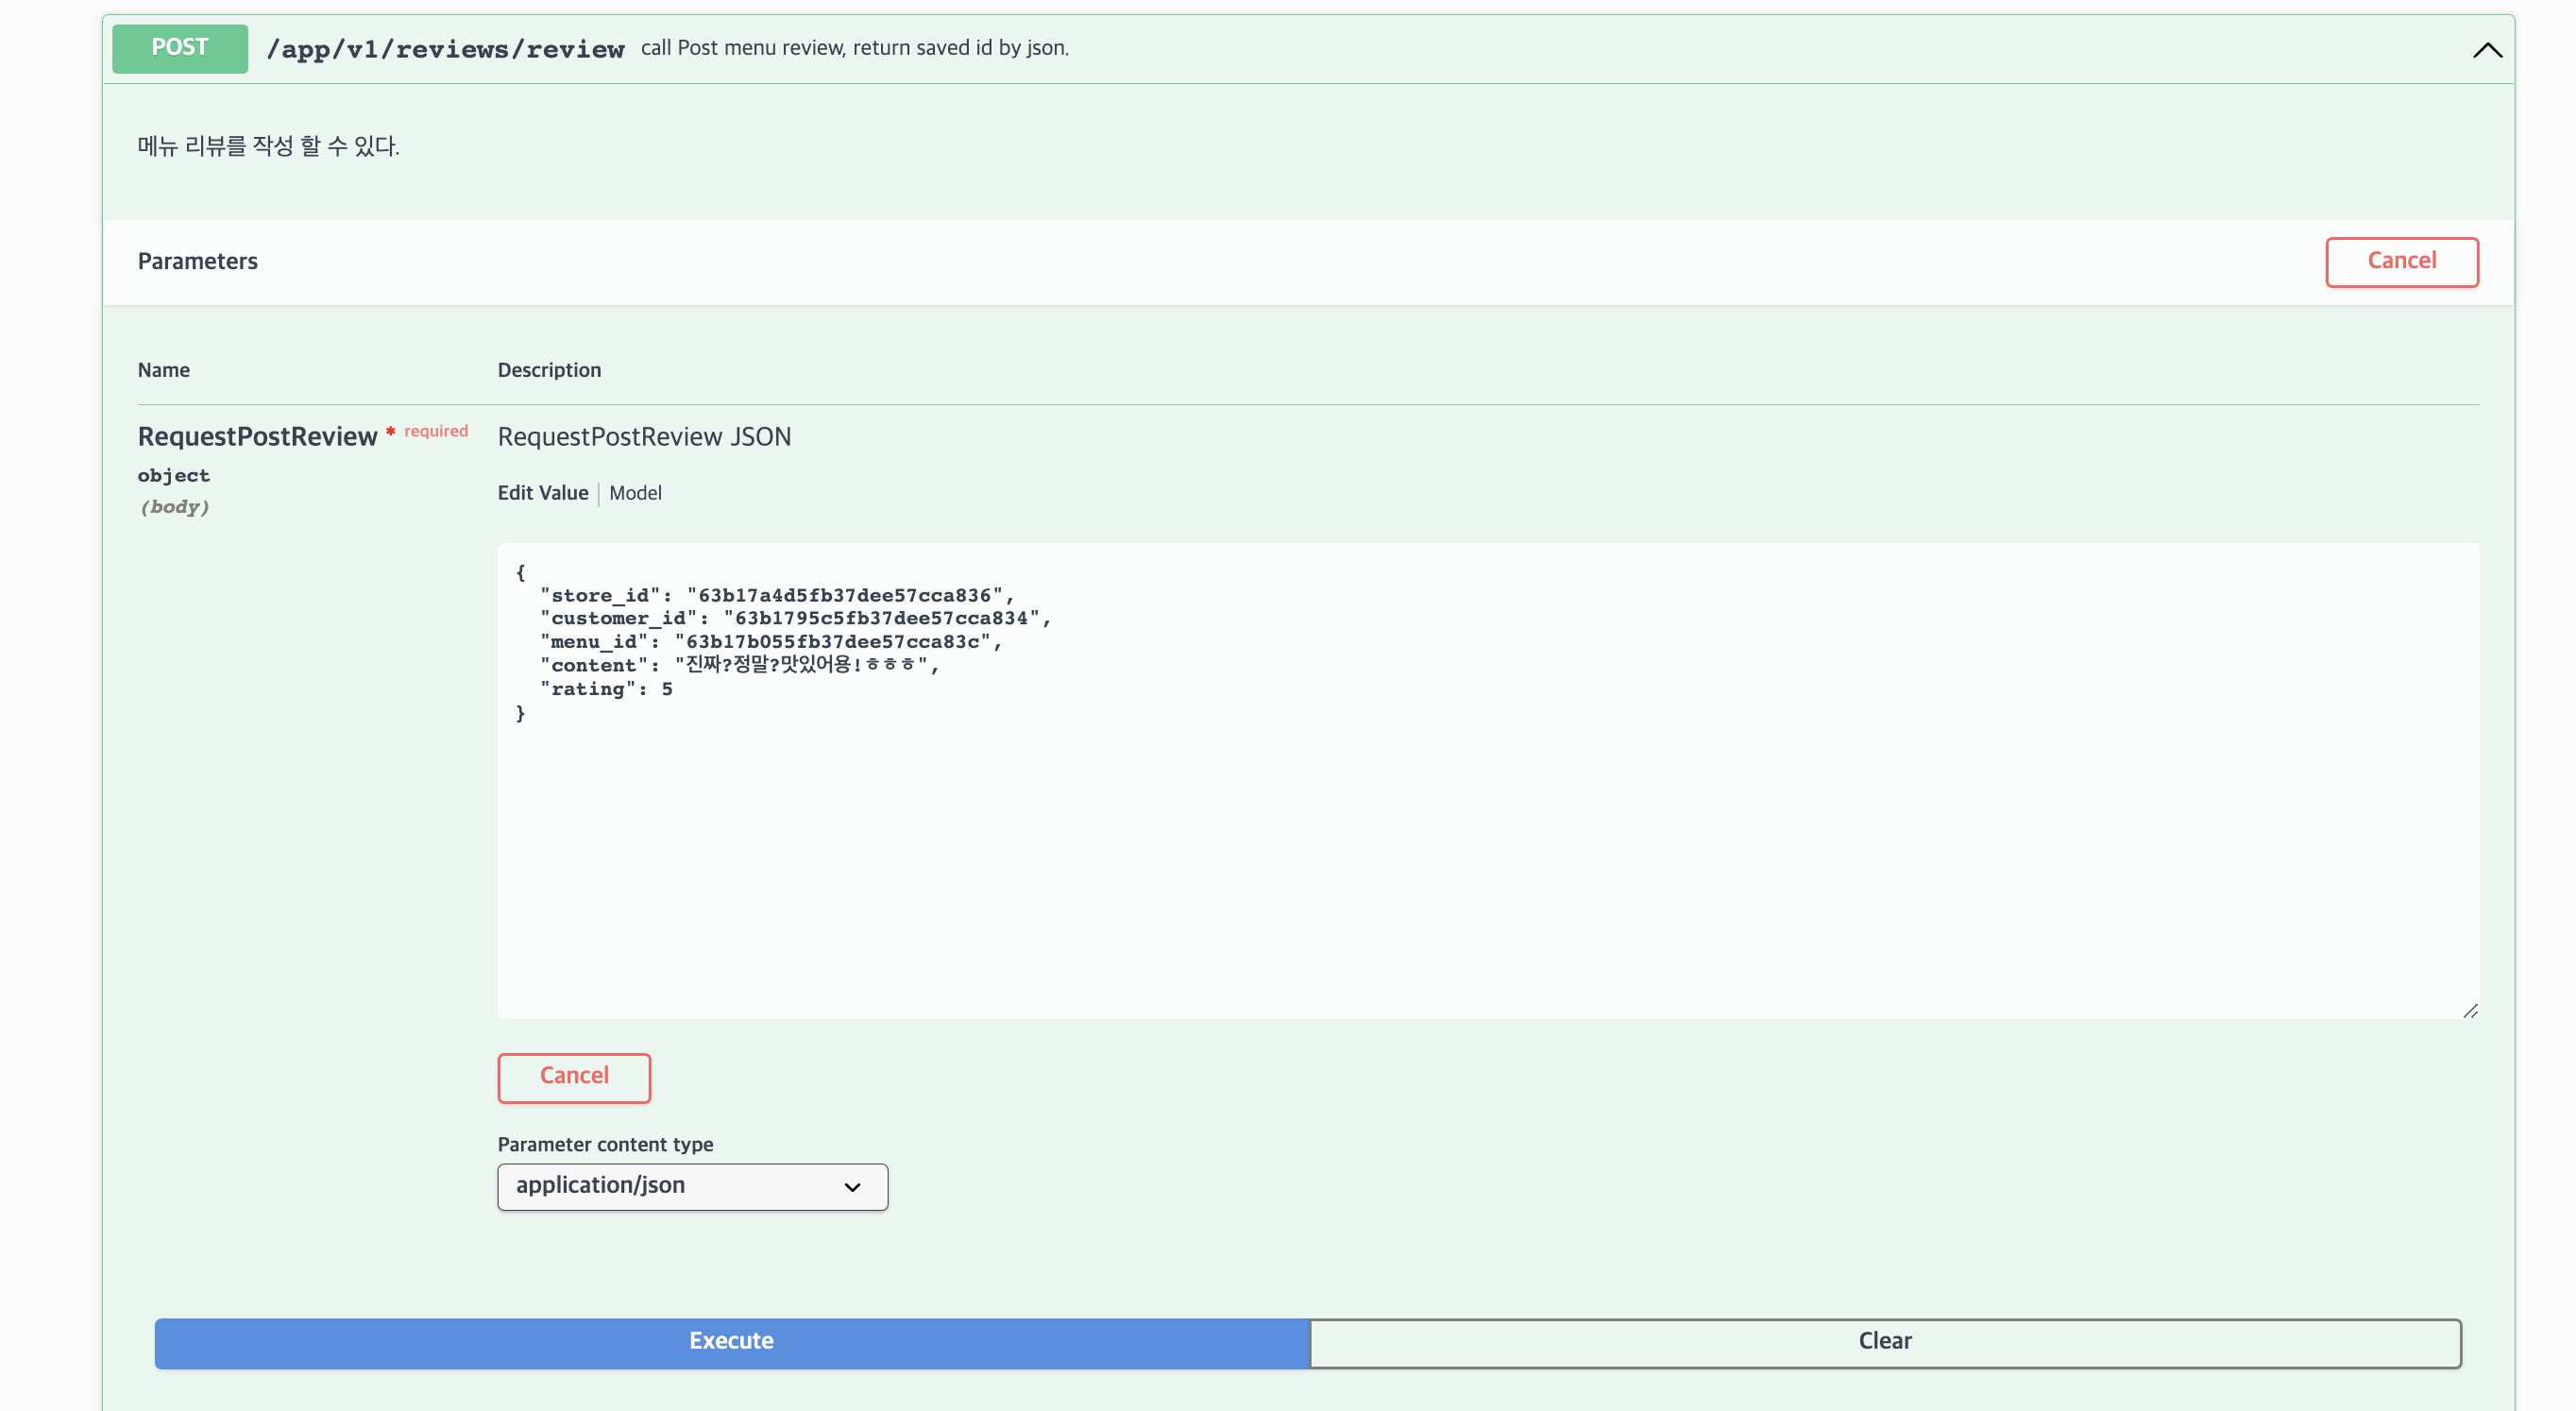 POST /app/v1/reviews/review call Post menu review, return saved id by json.
메뉴 리뷰를 작성 할 수 있다.
Parameters
Cancel
Name Description
RequestPostReview * required
object
(body)
RequestPostReview JSON
Edit Value | Model
{
  "store_id": "63b17a4d5fb37dee57cca836",
  "customer_id": "63b1795c5fb37dee57cca834",
  "menu_id": "63b17b055fb37dee57cca83c",
  "content": "진짜?정말?맛있어용!ㅎㅎㅎ",
  "rating": 5
}
Cancel
Parameter content type
application/json
Execute
Clear